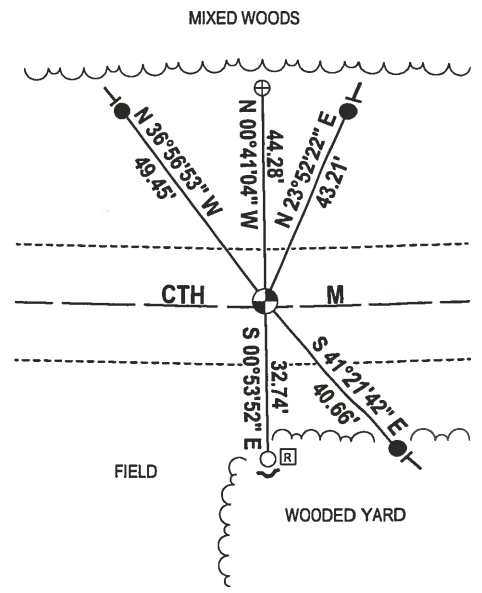 MIXED WOODS
N 36°56'53" W
49.45'
N 00°41'04" W
44.28'
N 23°52'22" E
43.21'
CTH M
S 00°53'52" E
32.74'
S 41°21'42" E
40.66'
R
FIELD
WOODED YARD